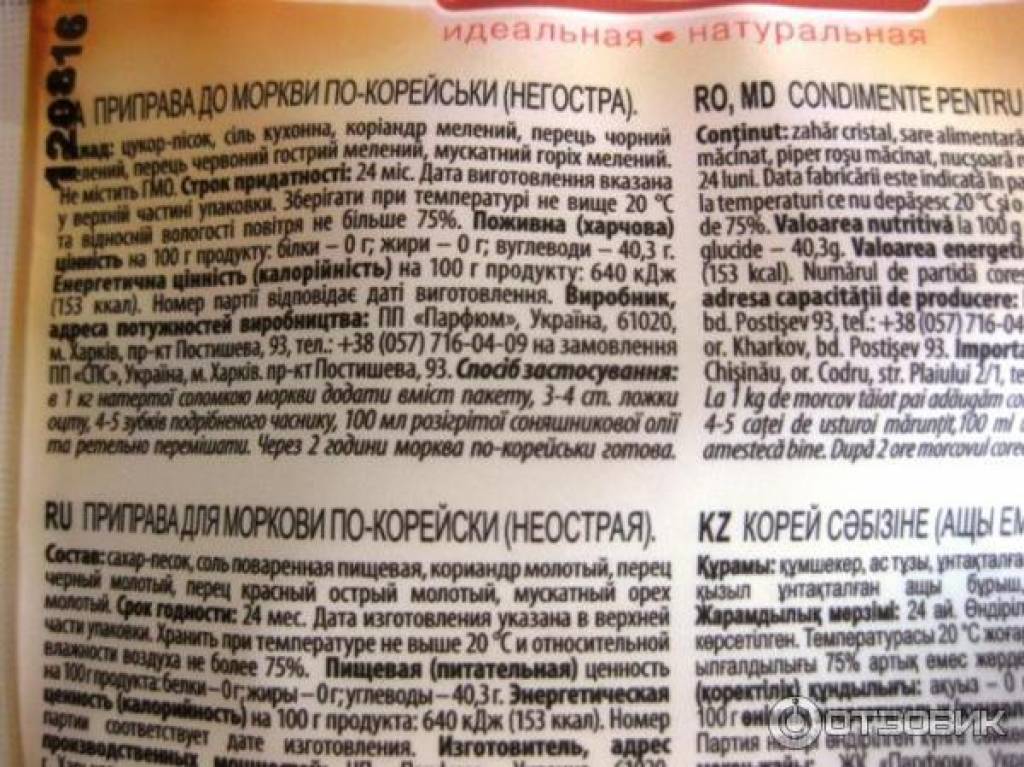 идеальная натуральная
120816
ПРИПРАВА ДО МОРКВИ ПО-КОРЕЙСЬКИ (НЕГОСТРА).
цукор-пісок, сіль кухонна, коріандр мелений, перець чорний
мелений, перець червоний гострий мелений, мускатний горіх мелений.
Не містить ГМО. Строк придатності: 24 міс. Дата виготовлення вказана
у верхній частині упаковки. Зберігати при температурі не вище 20 °С
та відносній вологості повітря не більше 75%. Поживна (харчова)
цінність на 100 г продукту: білки – 0 г; жири – 0 г; вуглеводи – 40,3 г.
Енергетична цінність (калорійність) на 100 г продукту: 640 кДж
(153 ккал). Номер партії відповідає даті виготовлення. Виробник,
адреса потужностей виробництва: ПП «Парфюм», Україна, 61020,
м. Харків, пр-кт Постишева, 93, тел.: +38 (057) 716-04-09 на замовлення
ПП «СПС», Україна, м. Харків. пр-кт Постишева, 93. Спосіб застосування:
в 1 кг натертої соломкою моркви додати вміст пакету, 3-4 ст. ложки
оцту, 4-5 зубків подрібненого часнику, 100 мл розігрітої соняшникової олії
та ретельно перемішати. Через 2 години морква по-корейськи готова.
RO, MD CONDIMENTE PENTRU
Conținut: zahăr cristal, sare alimentară
măcinat, piper roșu măcinat, nucșoară
24 luni. Data fabricării este indicată în
la temperaturi ce nu depășesc 20 °C și o
de 75%. Valoarea nutritivă la 100 g
glucide – 40,3g. Valoarea
(153 kcal). Numărul de partidă
adresa capacității de producere:
bd. Postișev 93, tel.: +38 (057) 716-04
or. Kharkov, bd. Postișev 93.
Chișinău, or. Codru, str. Plaiului 2/1,
La 1 kg de morcov tăiat pai adăugăm
4-5 caței de usturoi mărunțit, 100 ml
amestecă bine. După 2 ore morcovul
RU ПРИПРАВА ДЛЯ МОРКОВИ ПО-КОРЕЙСКИ (НЕОСТРАЯ).
Состав: сахар-песок, соль поваренная пищевая, кориандр молотый, перец
черный молотый, перец красный острый молотый, мускатный орех
молотый. Срок годности: 24 мес. Дата изготовления указана в верхней
части упаковки. Хранить при температуре не выше 20 °С и относительной
влажности воздуха не более 75%. Пищевая (питательная) ценность
на 100 г продукта: белки – 0 г; жиры – 0 г; углеводы – 40,3 г. Энергетическая
ценность (калорийность) на 100 г продукта: 640 кДж (153 ккал). Номер
партии соответствует дате изготовления. Изготовитель, адрес
производственных мощностей:
KZ КОРЕЙ СӘБІЗІНЕ (АЩЫ
Құрамы: құмшекер, ас тұзы,
қызыл ұнтақталған ащы бұрыш,
Жарамдылық мерзімі: 24 ай.
көрсетілген. Температурасы 20 °С
ылғалдылығы 75% артық емес
(коректілік) құндылығы: ақуыз – 0
100 г
Партия
ЖК «Парфюм»,
ОТЗОВИК